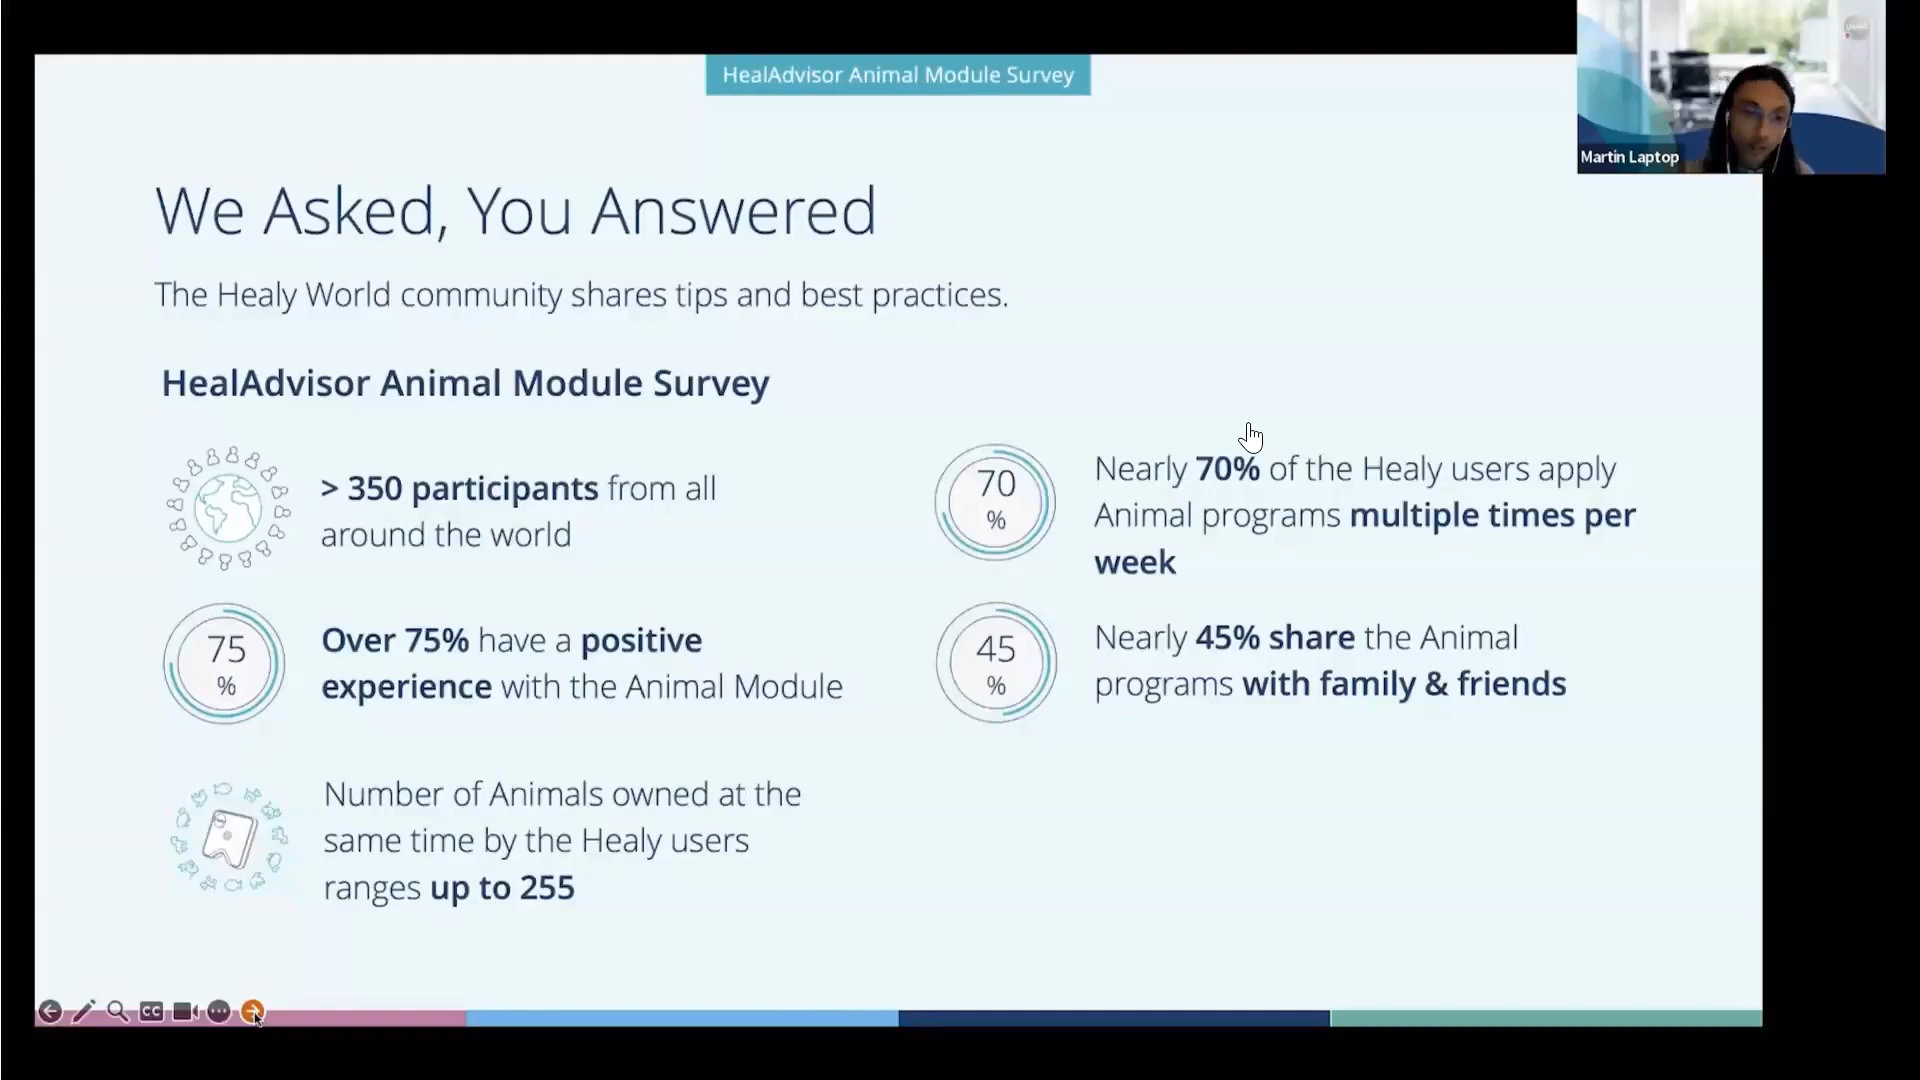 HealAdvisor Animal Module Survey
Martin Laptop
We Asked, You Answered
The Healy World community shares tips and best practices.
HealAdvisor Animal Module Survey
> 350 participants from all
around the world
70
%
Nearly 70% of the Healy users apply
Animal programs multiple times per
week
75
%
Over 75% have a positive
experience with the Animal Module
45
%
Nearly 45% share the Animal
programs with family & friends
Number of Animals owned at the
same time by the Healy users
ranges up to 255
CC